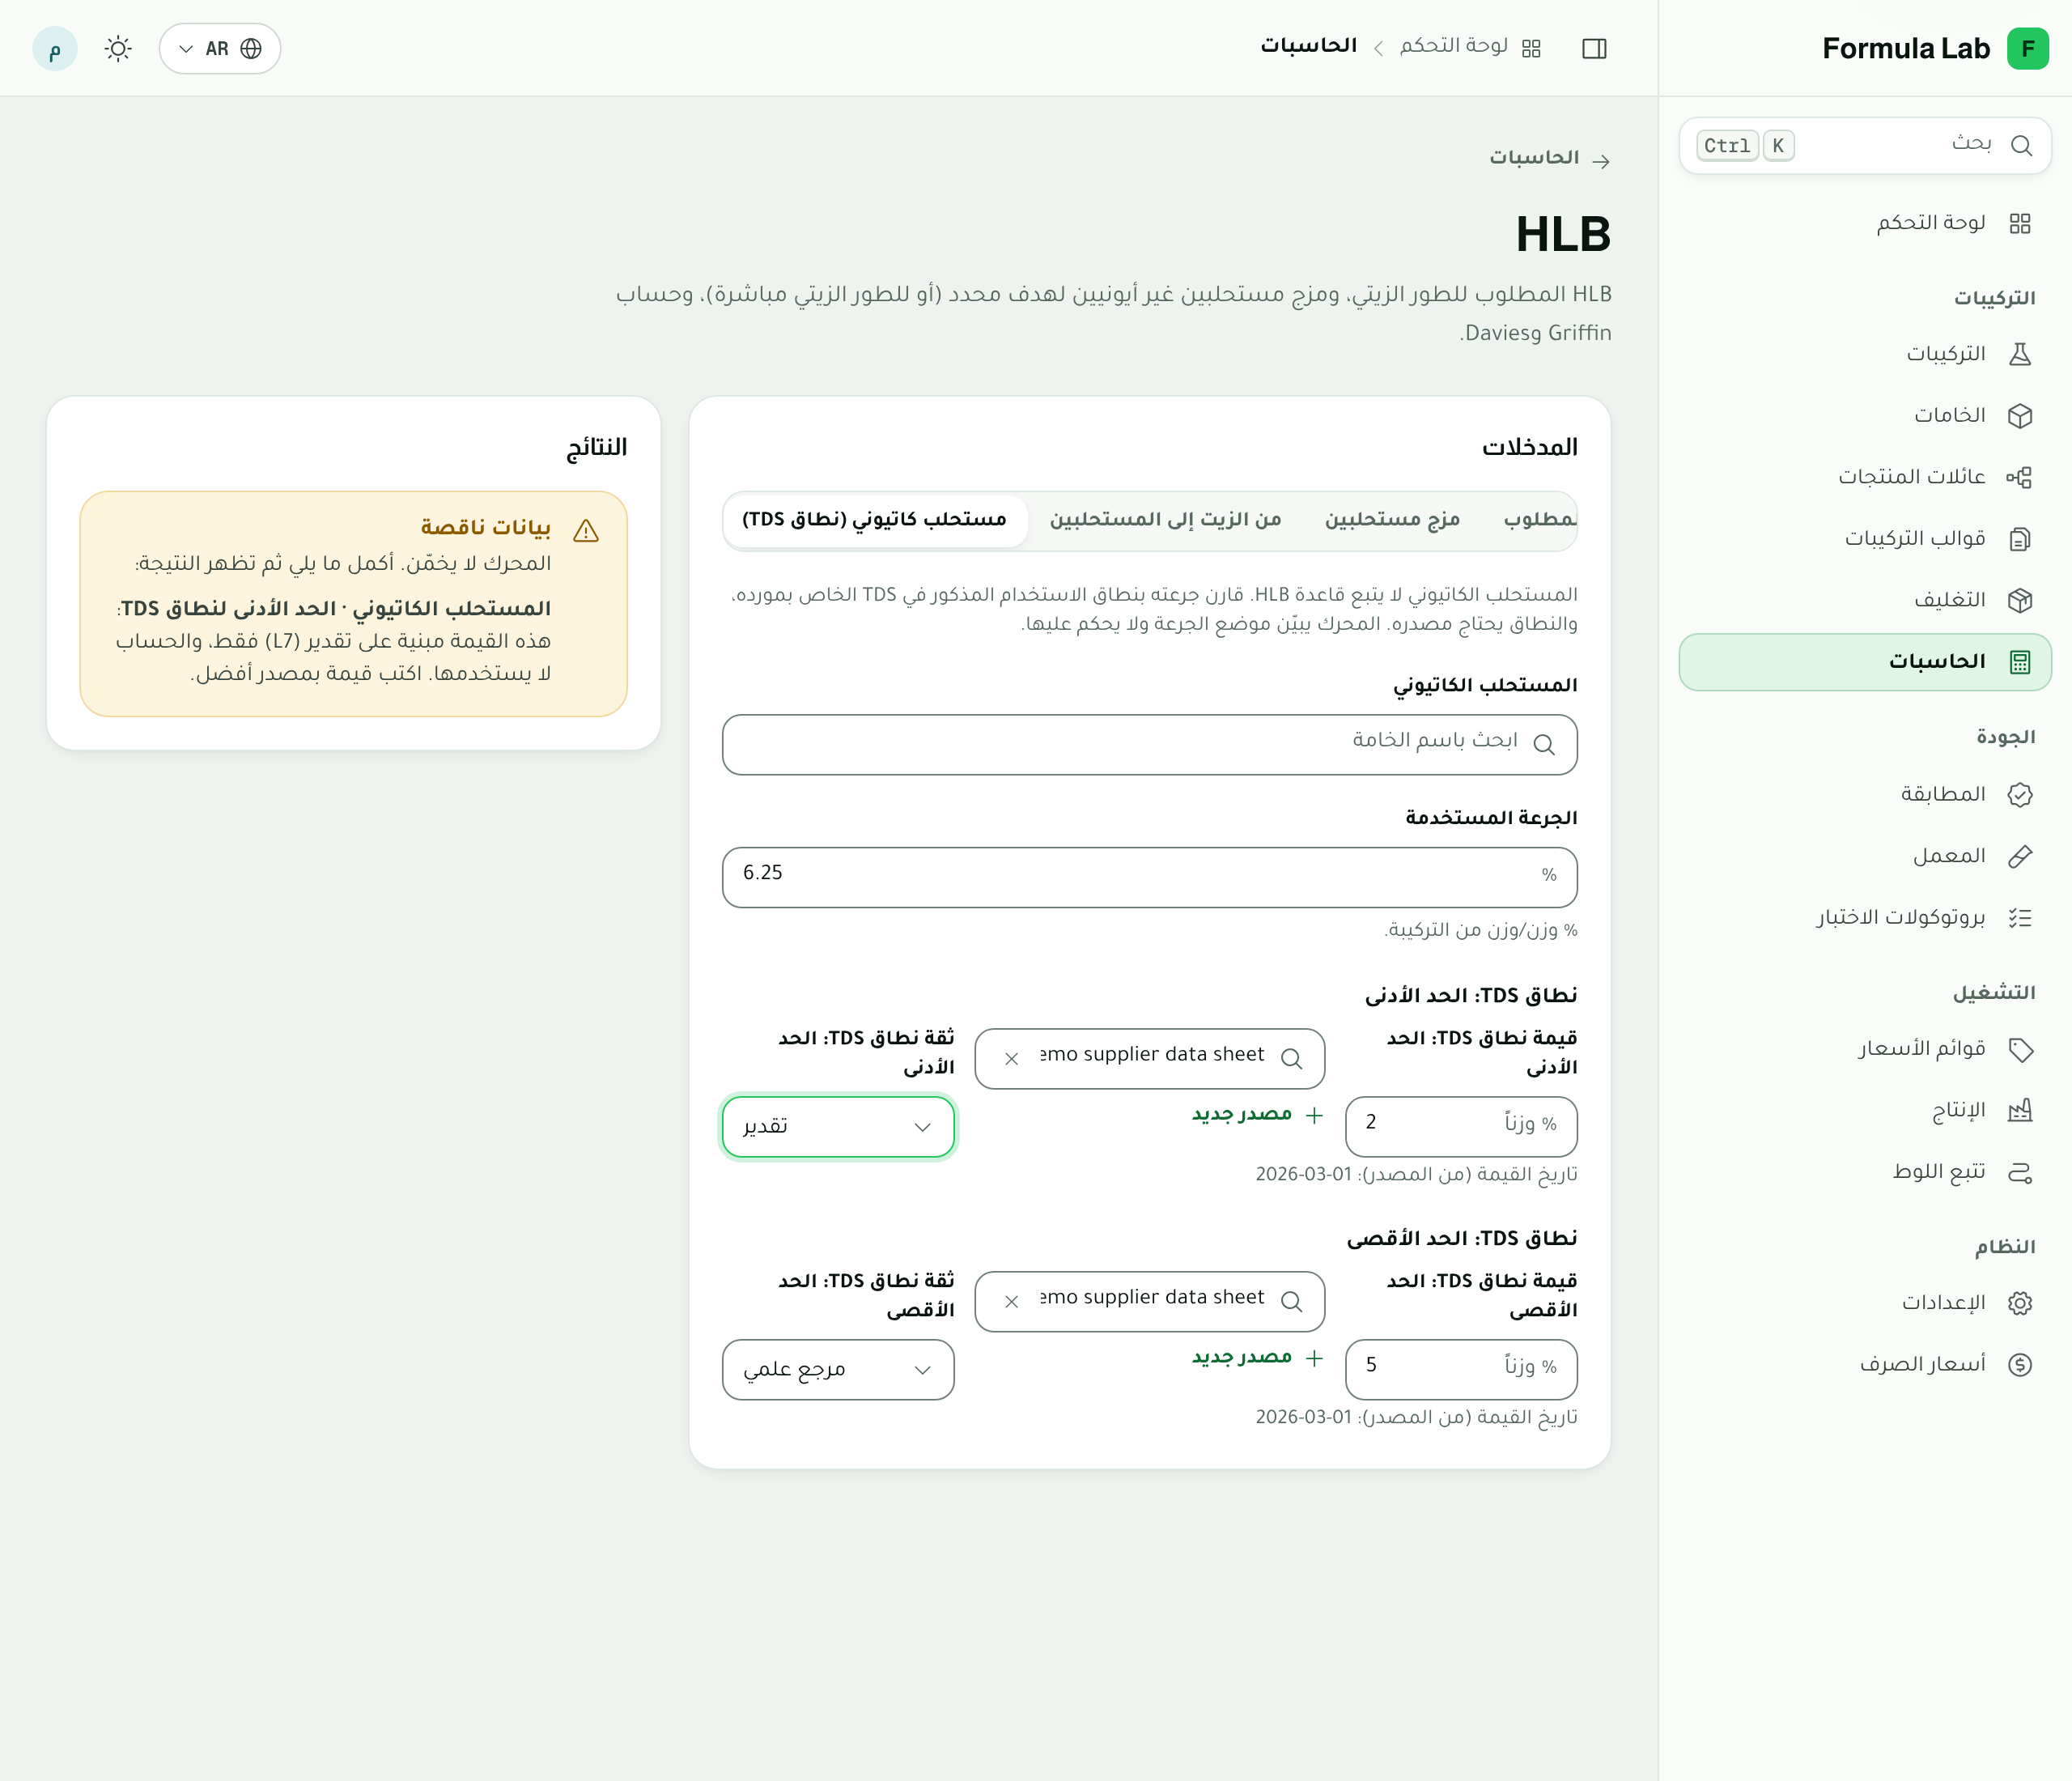 Formula Lab
F
بحث
Ctrl K
لوحة التحكم
التركيبات
التركيبات
الخامات
عائلات المنتجات
قوالب التركيبات
التغليف
الحاسبات
الجودة
المطابقة
المعمل
بروتوكولات الاختبار
التشغيل
قوائم الأسعار
الإنتاج
تتبع اللوط
النظام
الإعدادات
أسعار الصرف
لوحة التحكم
الحاسبات
AR
م
الحاسبات
HLB
HLB المطلوب للطور الزيتي، ومزج مستحلبين غير أيونيين لهدف محدد (أو للطور الزيتي مباشرة)، وحساب
Griffin وDavies.
المدخلات
مزج مستحلبين
من الزيت إلى المستحلبين
مستحلب كاتيوني (نطاق TDS)
المستحلب الكاتيوني لا يتبع قاعدة HLB. قارن جرعته بنطاق الاستخدام المذكور في TDS الخاص بمورده،
والنطاق يحتاج مصدره. المحرك يبيّن موضع الجرعة ولا يحكم عليها.
المستحلب الكاتيوني
ابحث باسم الخامة
الجرعة المستخدمة
% 6.25
% وزن/وزن من التركيبة.
نطاق TDS: الحد الأدنى
قيمة نطاق TDS: الحد
الأدنى
% وزناً 2
emo supplier data sheet
مصدر جديد
ثقة نطاق TDS: الحد
الأدنى
تقدير
تاريخ القيمة (من المصدر): 2026-03-01
نطاق TDS: الحد الأقصى
قيمة نطاق TDS: الحد
الأقصى
% وزناً 5
emo supplier data sheet
مصدر جديد
ثقة نطاق TDS: الحد
الأقصى
مرجع علمي
تاريخ القيمة (من المصدر): 2026-03-01
النتائج
بيانات ناقصة
المحرك لا يخمّن. أكمل ما يلي ثم تظهر النتيجة:
المستحلب الكاتيوني · الحد الأدنى لنطاق TDS:
هذه القيمة مبنية على تقدير (L7) فقط، والحساب
لا يستخدمها. اكتب قيمة بمصدر أفضل.